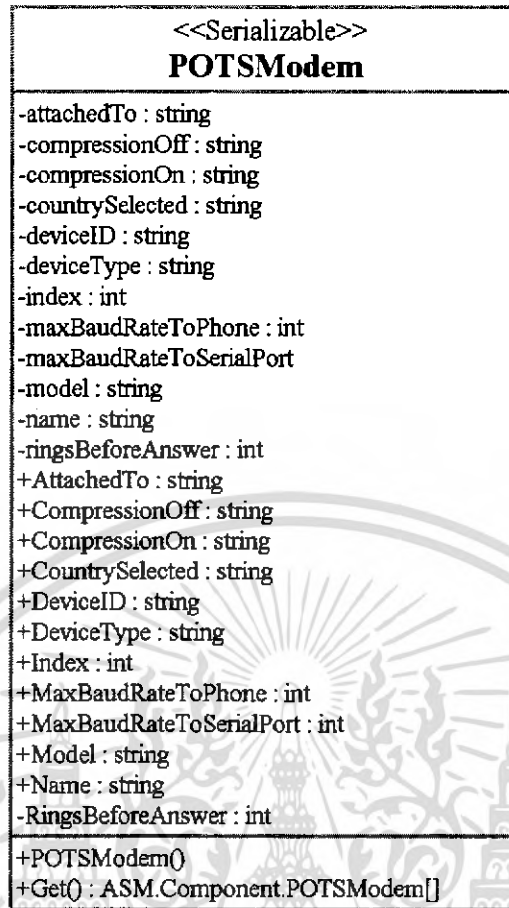 <<Serializable>>
POTSModem
-attachedTo : string
-compressionOff : string
-compressionOn : string
-countrySelected : string
-deviceID : string
-deviceType : string
-index : int
-maxBaudRateToPhone : int
-maxBaudRateToSerialPort
-model : string
-name : string
-ringsBeforeAnswer : int
+AttachedTo : string
+CompressionOff : string
+CompressionOn : string
+CountrySelected : string
+DeviceID : string
+DeviceType : string
+Index : int
+MaxBaudRateToPhone : int
+MaxBaudRateToSerialPort : int
+Model : string
+Name : string
-RingsBeforeAnswer : int
+POTSModem()
+Get() : ASM.Component.POTSModem[]